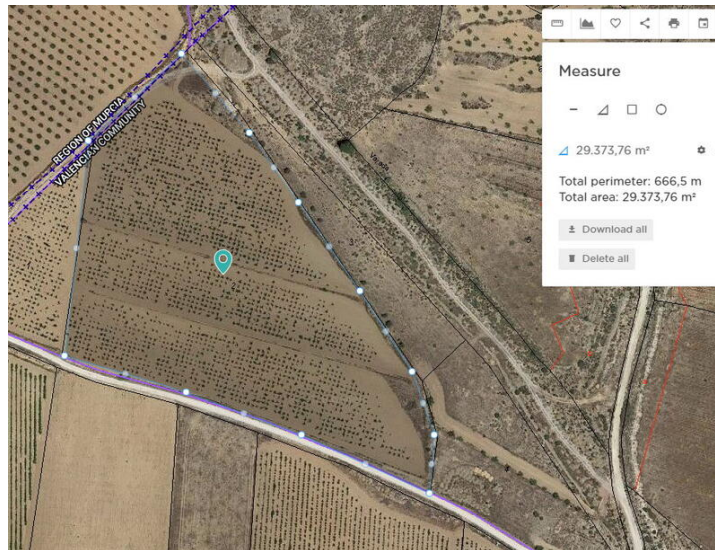 Measure
29.373,76 m²
Total perimeter: 666,5 m
Total area: 29.373,76 m²
Download all
Delete all
REGION OF MURCIA
VALENCIAN COMMUNITY